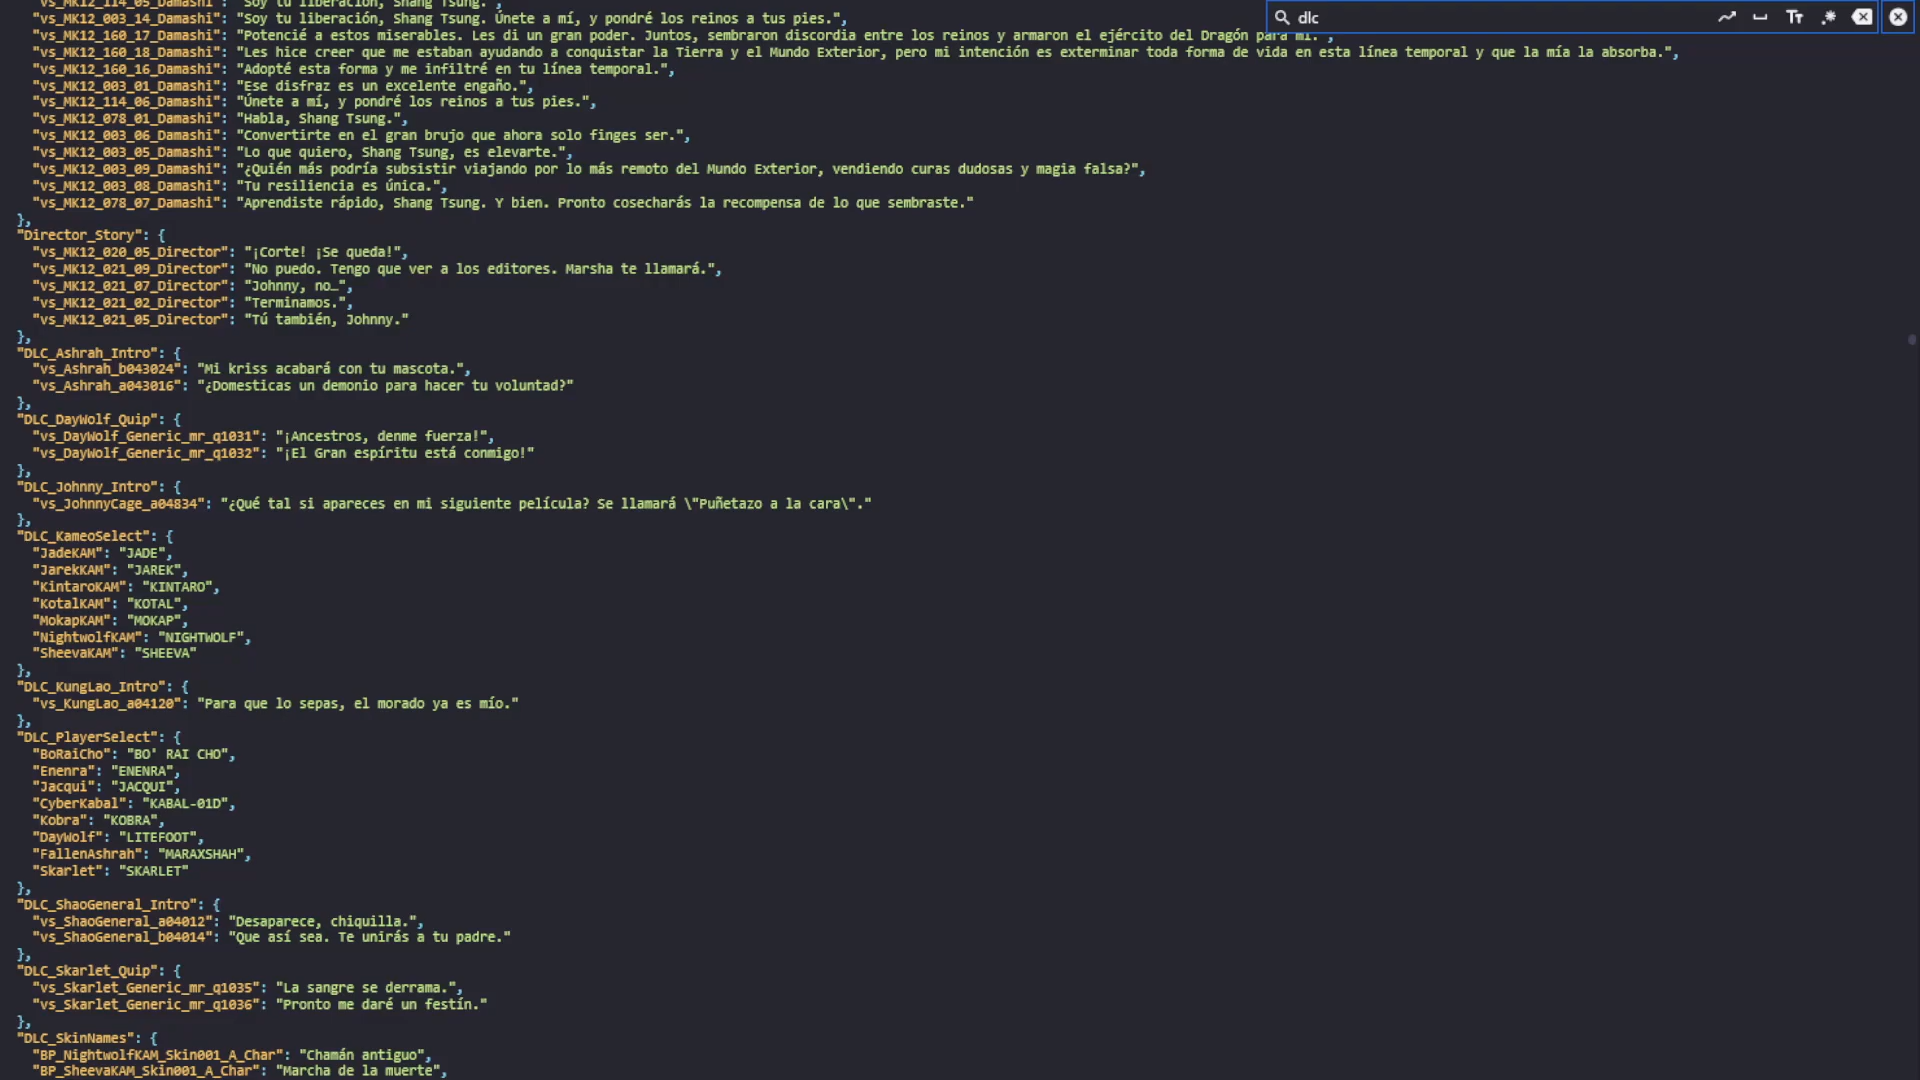 "vs_MK12_114_05_Damashi": "Soy tu liberación, Shang Tsung.",
"vs_MK12_003_14_Damashi": "Soy tu liberación, Shang Tsung. Únete a mí, y pondré los reinos a tus pies.",
"vs_MK12_160_17_Damashi": "Potencié a estos miserables. Les di un gran poder. Juntos, sembraron discordia entre los reinos y armaron el ejército del Dragón para mí.",
"vs_MK12_160_18_Damashi": "Les hice creer que me estaban ayudando a conquistar la Tierra y el Mundo Exterior, pero mi intención es exterminar toda forma de vida en esta línea temporal y que la mía la absorba.",
"vs_MK12_160_16_Damashi": "Adopté esta forma y me infiltré en tu línea temporal.",
"vs_MK12_003_01_Damashi": "Ese disfraz es un excelente engaño.",
"vs_MK12_114_06_Damashi": "Únete a mí, y pondré los reinos a tus pies.",
"vs_MK12_078_01_Damashi": "Habla, Shang Tsung.",
"vs_MK12_003_06_Damashi": "Convertirte en el gran brujo que ahora solo finges ser.",
"vs_MK12_003_05_Damashi": "Lo que quiero, Shang Tsung, es elevarte.",
"vs_MK12_003_09_Damashi": "¿Quién más podría subsistir viajando por lo más remoto del Mundo Exterior, vendiendo curas dudosas y magia falsa?",
"vs_MK12_003_08_Damashi": "Tu resiliencia es única.",
"vs_MK12_078_07_Damashi": "Aprendiste rápido, Shang Tsung. Y bien. Pronto cosecharás la recompensa de lo que sembraste."
},
"Director_Story": {
"vs_MK12_020_05_Director": "¡Corte! ¡Se queda!",
"vs_MK12_021_09_Director": "No puedo. Tengo que ver a los editores. Marsha te llamará.",
"vs_MK12_021_07_Director": "Johnny, no…",
"vs_MK12_021_02_Director": "Terminamos.",
"vs_MK12_021_05_Director": "Tú también, Johnny."
},
"DLC_Ashrah_Intro": {
"vs_Ashrah_b043024": "Mi kriss acabará con tu mascota.",
"vs_Ashrah_a043016": "¿Domesticas un demonio para hacer tu voluntad?"
},
"DLC_DayWolf_Quip": {
"vs_DayWolf_Generic_mr_q1031": "¡Ancestros, denme fuerza!",
"vs_DayWolf_Generic_mr_q1032": "¡El Gran espíritu está conmigo!"
},
"DLC_Johnny_Intro": {
"vs_JohnnyCage_a04834": "¿Qué tal si apareces en mi siguiente película? Se llamará \"Puñetazo a la cara\"."
},
"DLC_KameoSelect": {
"JadeKAM": "JADE",
"JarekKAM": "JAREK",
"KintaroKAM": "KINTARO",
"KotalKAM": "KOTAL",
"MokapKAM": "MOKAP",
"NightwolfKAM": "NIGHTWOLF",
"SheevaKAM": "SHEEVA"
},
"DLC_KungLao_Intro": {
"vs_KungLao_a04120": "Para que lo sepas, el morado ya es mío."
},
"DLC_PlayerSelect": {
"BoRaiCho": "BO' RAI CHO",
"Enenra": "ENENRA",
"Jacqui": "JACQUI",
"CyberKabal": "KABAL-01D",
"Kobra": "KOBRA",
"DayWolf": "LITEFOOT",
"FallenAshrah": "MARAXSHAH",
"Skarlet": "SKARLET"
},
"DLC_ShaoGeneral_Intro": {
"vs_ShaoGeneral_a04012": "Desaparece, chiquilla.",
"vs_ShaoGeneral_b04014": "Que así sea. Te unirás a tu padre."
},
"DLC_Skarlet_Quip": {
"vs_Skarlet_Generic_mr_q1035": "La sangre se derrama.",
"vs_Skarlet_Generic_mr_q1036": "Pronto me daré un festín."
},
"DLC_SkinNames": {
"BP_NightwolfKAM_Skin001_A_Char": "Chamán antiguo",
"BP_SheevaKAM_Skin001_A_Char": "Marcha de la muerte",
dlc
Tт